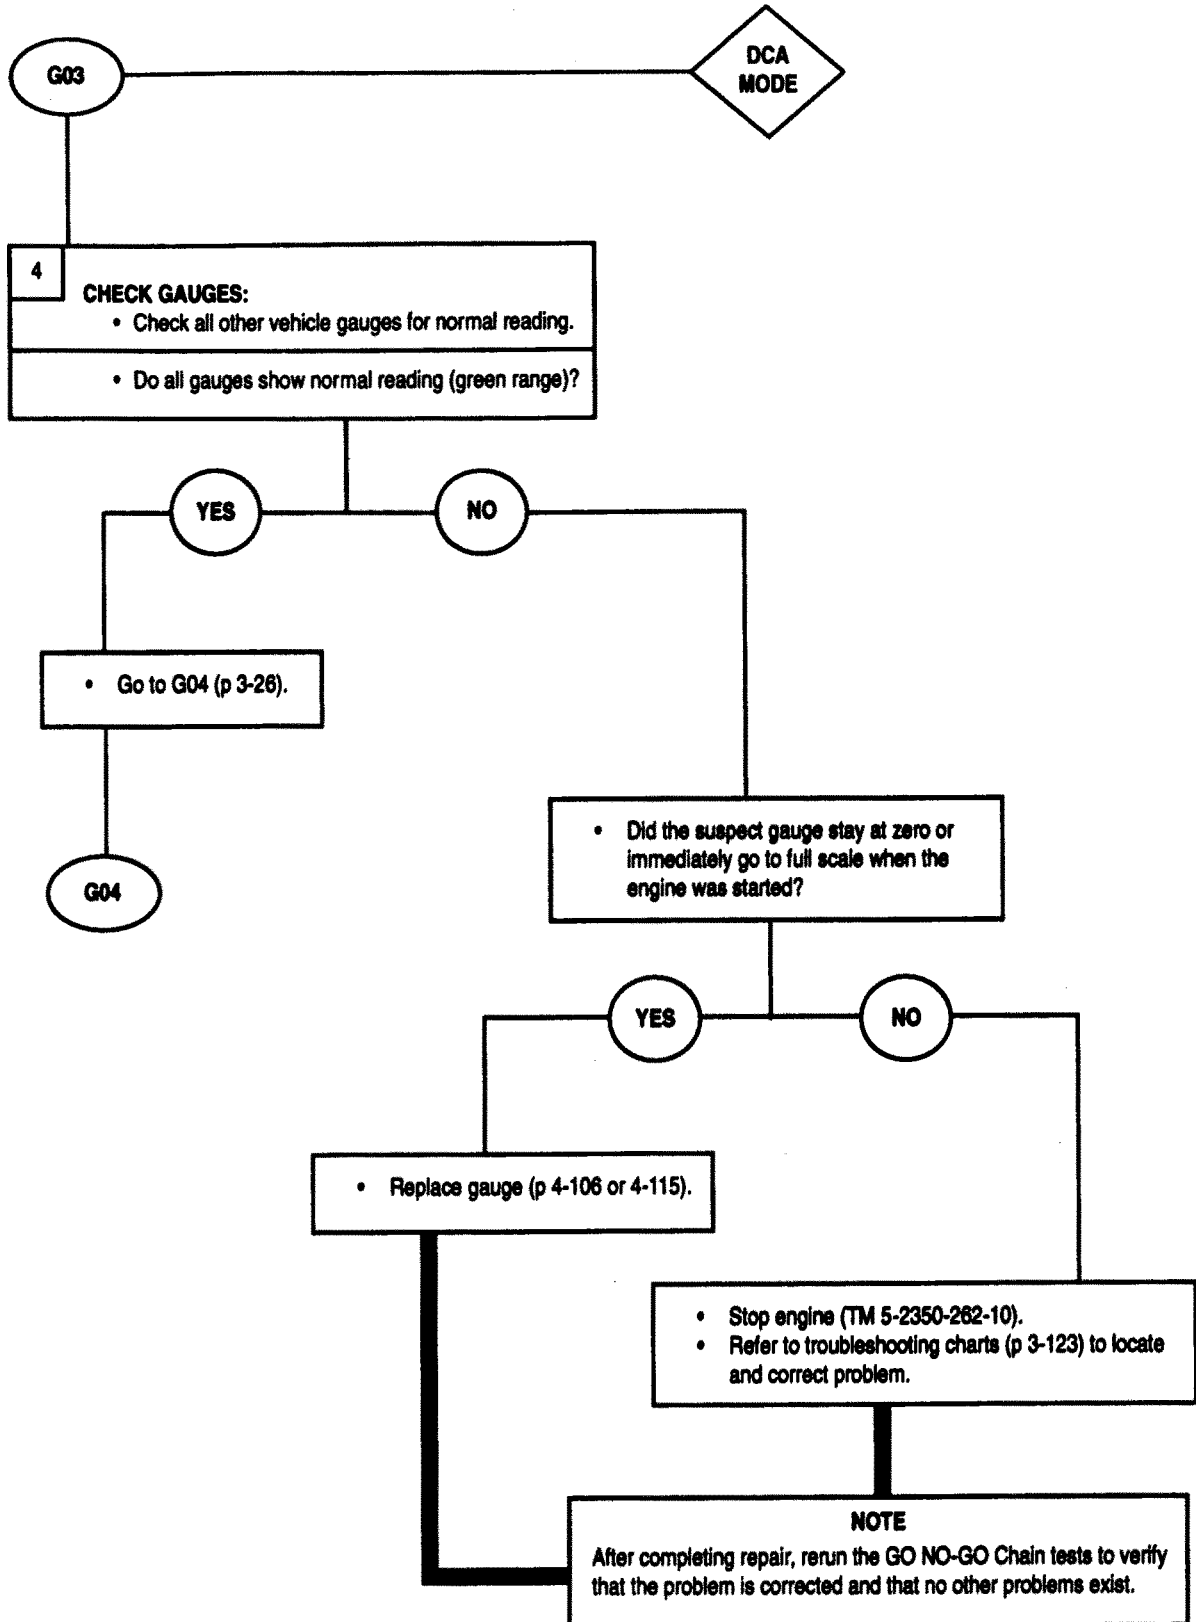 G03
DCA
MODE
4
CHECK GAUGES:
• Check all other vehicle gauges for normal reading.
• Do all gauges show normal reading (green range)?
YES
NO
• Go to G04 (p 3-26).
G04
• Did the suspect gauge stay at zero or
immediately go to full scale when the
engine was started?
YES
NO
• Replace gauge (p 4-106 or 4-115).
• Stop engine (TM 5-2350-262-10).
• Refer to troubleshooting charts (p 3-123) to locate
and correct problem.
NOTE
After completing repair, rerun the GO NO-GO Chain tests to verify
that the problem is corrected and that no other problems exist.